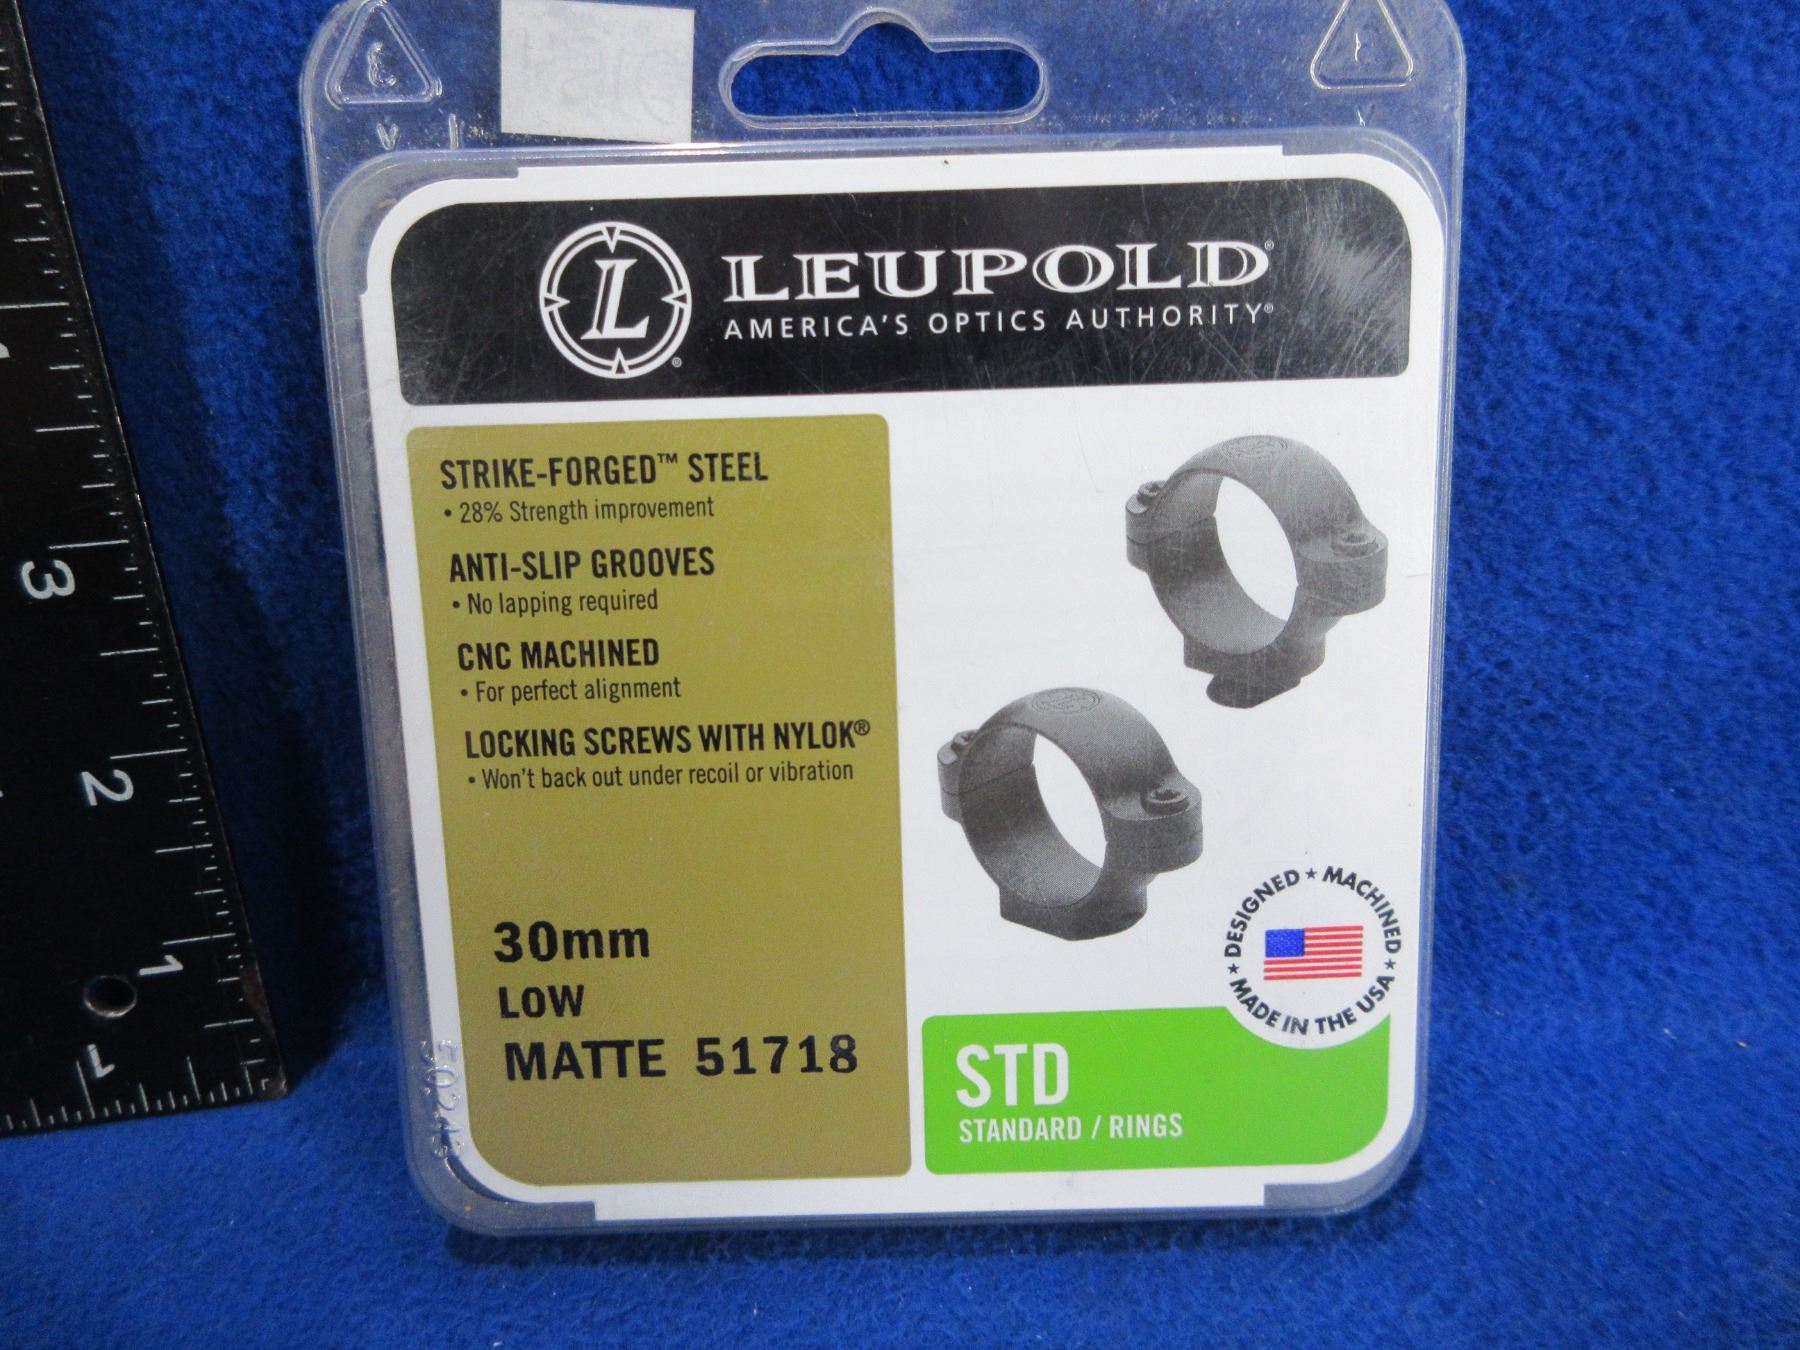 L
LEUPOLD®
AMERICA'S OPTICS AUTHORITY®
STRIKE-FORGED™ STEEL
• 28% Strength improvement
ANTI-SLIP GROOVES
• No lapping required
CNC MACHINED
• For perfect alignment
LOCKING SCREWS WITH NYLOK®
• Won't back out under recoil or vibration
30mm
LOW
MATTE 51718
DESIGNED ★ MACHINED ★ MADE IN THE USA ★
STD
STANDARD / RINGS
3
2
1
1